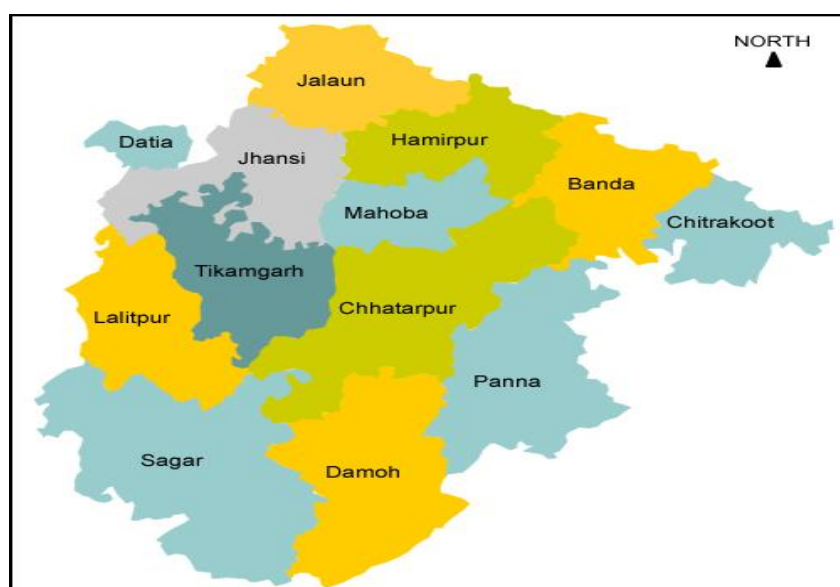 NORTH
Jalaun
Datia
Jhansi
Hamirpur
Banda
Mahoba
Chitrakoot
Tikamgarh
Lalitpur
Chhatarpur
Panna
Sagar
Damoh